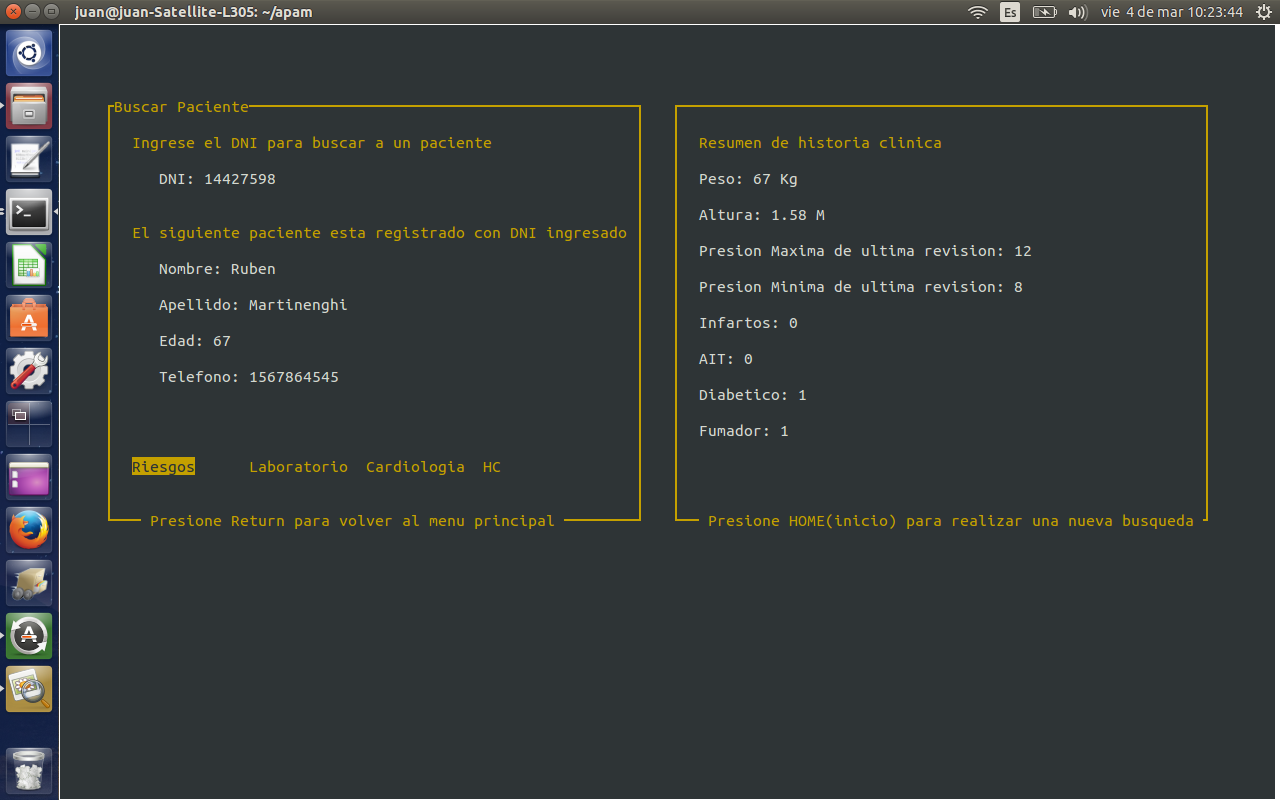 juan@juan-Satellite-L305: ~/apam
Es
vie 4 de mar 10:23:44
Buscar Paciente
Ingrese el DNI para buscar a un paciente
DNI: 14427598
El siguiente paciente esta registrado con DNI ingresado
Nombre: Ruben
Apellido: Martinenghi
Edad: 67
Telefono: 1567864545
Riesgos Laboratorio Cardiologia HC
Presione Return para volver al menu principal
Resumen de historia clinica
Peso: 67 Kg
Altura: 1.58 M
Presion Maxima de ultima revision: 12
Presion Minima de ultima revision: 8
Infartos: 0
AIT: 0
Diabetico: 1
Fumador: 1
Presione HOME(inicio) para realizar una nueva busqueda